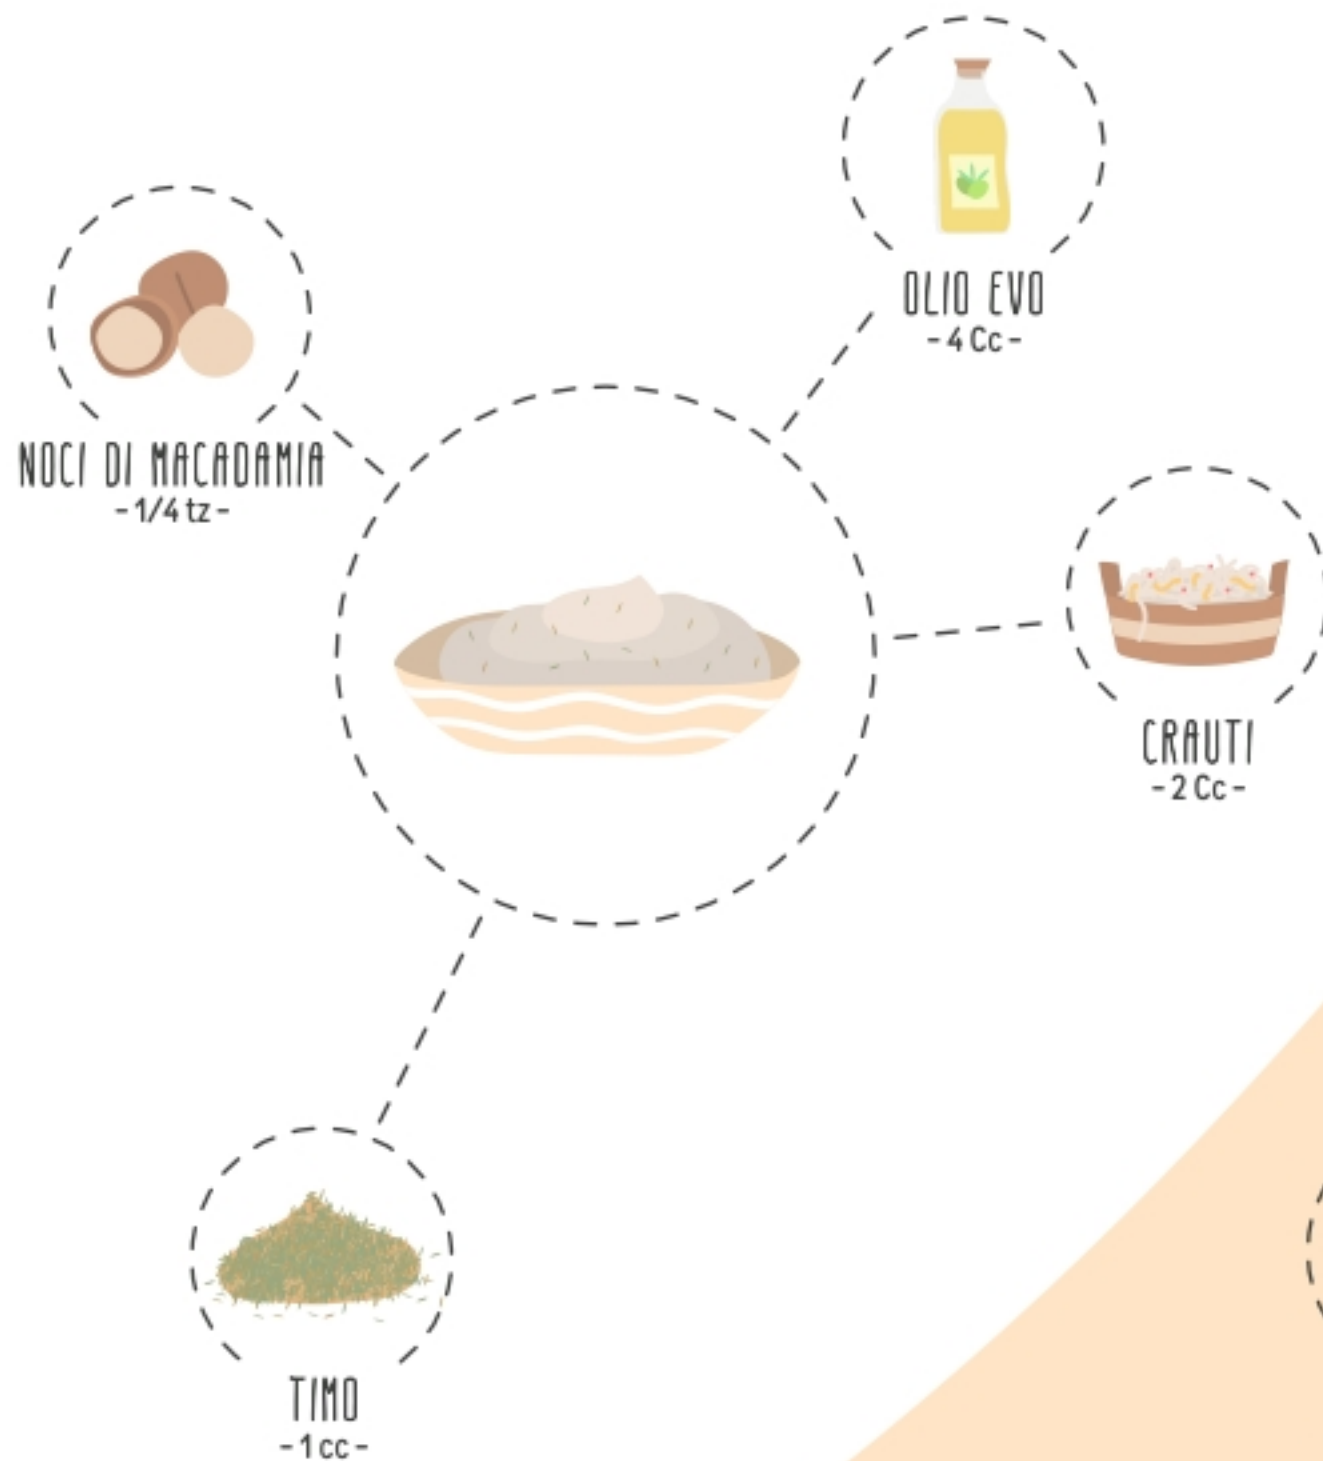 OLIO EVO
- 4 Cc -
NOCI DI MACADAMIA
- 1/4 tz -
CRAUTI
- 2 Cc -
TIMO
- 1 cc -